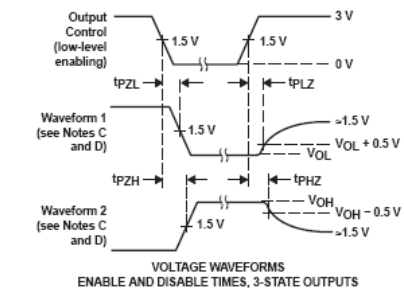 Output
Control
(low-level
enabling)
3 V
1.5 V
1.5 V
0 V
tPZL
tPLZ
Waveform 1
(see Notes C
and D)
1.5 V
≈1.5 V
VOL + 0.5 V
VOL
tPZH
tPHZ
Waveform 2
(see Notes C
and D)
1.5 V
VOH
VOH − 0.5 V
≈1.5 V
VOLTAGE WAVEFORMS
ENABLE AND DISABLE TIMES, 3-STATE OUTPUTS